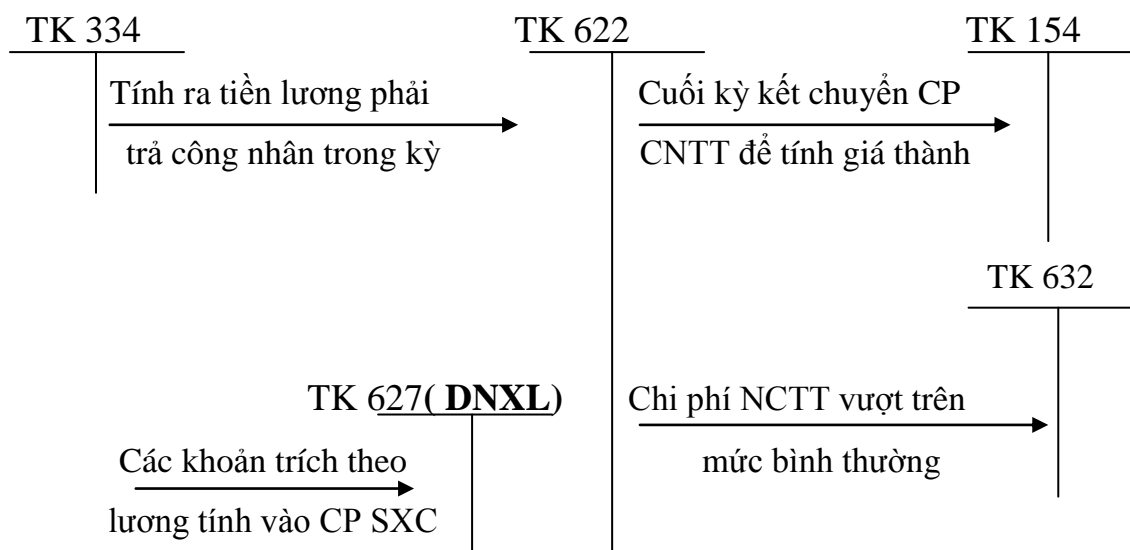 TK 334
TK 622
TK 154
Tính ra tiền lương phải
trả công nhân trong kỳ
Cuối kỳ kết chuyển CP
CNTT để tính giá thành
TK 632
TK 627( DNXL)
Chi phí NCTT vượt trên
mức bình thường
Các khoản trích theo
lương tính vào CP SXC